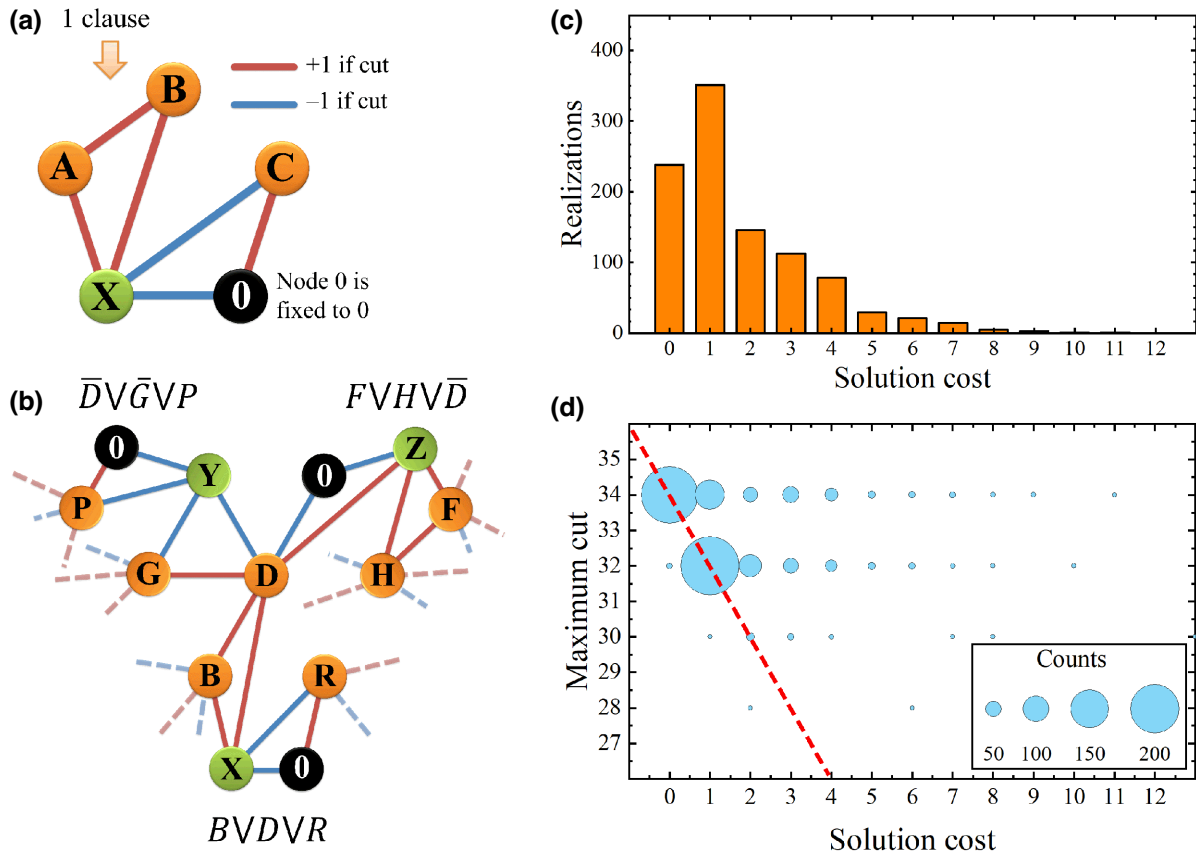 (a)
1 clause
+1 if cut
−1 if cut
B
A
C
X
0
Node 0 is
fixed to 0
(b)
D̅∨G̅∨P
F∨H∨D̅
0
Z
0
Y
P
F
G
D
H
B
R
X
0
B∨D∨R
(c)
Realizations
400
300
200
100
0
0 1 2 3 4 5 6 7 8 9 10 11 12
Solution cost
(d)
Maximum cut
35
34
33
32
31
30
29
28
27
26
Counts
50 100 150 200
0 1 2 3 4 5 6 7 8 9 10 11 12
Solution cost